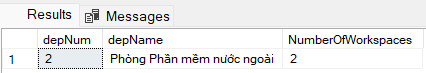 Results Messages
depNum depName NumberOfWorkspaces
1 2 Phòng Phần mềm nước ngoài 2